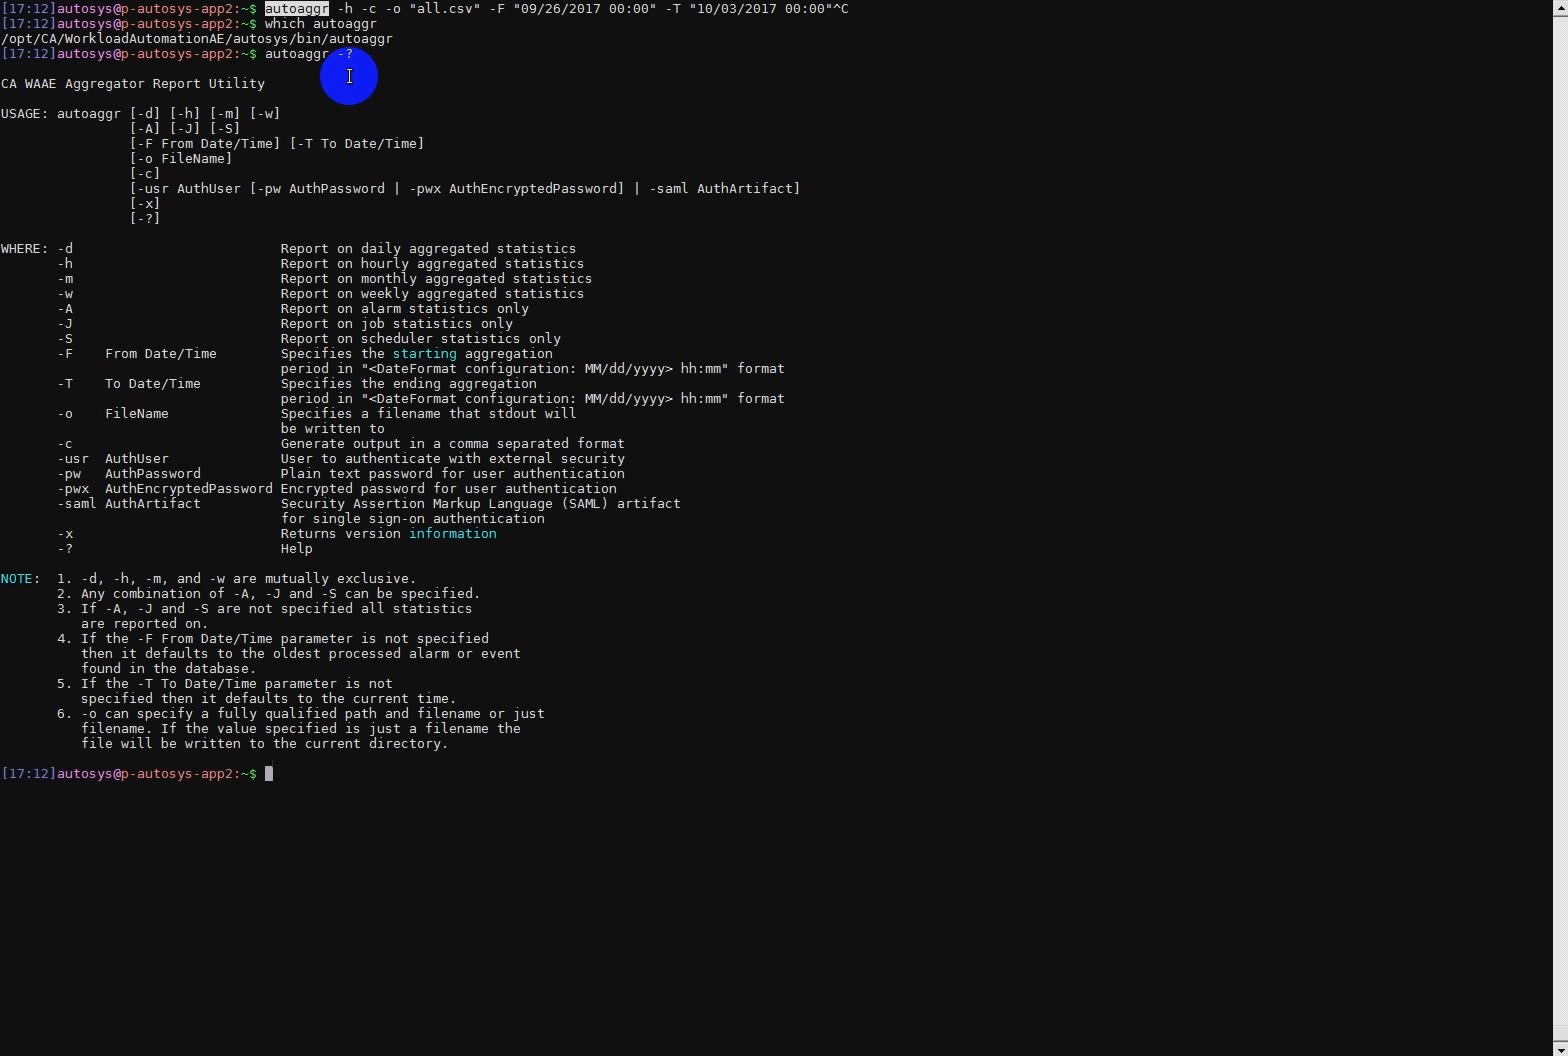 [17:12]autosys@p-autosys-app2:~$ autoaggr -h -c -o "all.csv" -F "09/26/2017 00:00" -T "10/03/2017 00:00"^C
[17:12]autosys@p-autosys-app2:~$ which autoaggr
/opt/CA/WorkloadAutomationAE/autosys/bin/autoaggr
[17:12]autosys@p-autosys-app2:~$ autoaggr -?
CA WAAE Aggregator Report Utility
USAGE: autoaggr [-d] [-h] [-m] [-w]
[-A] [-J] [-S]
[-F From Date/Time] [-T To Date/Time]
[-o FileName]
[-c]
[-usr AuthUser [-pw AuthPassword | -pwx AuthEncryptedPassword] | -saml AuthArtifact]
[-x]
[-?]
WHERE: -d Report on daily aggregated statistics
-h Report on hourly aggregated statistics
-m Report on monthly aggregated statistics
-w Report on weekly aggregated statistics
-A Report on alarm statistics only
-J Report on job statistics only
-S Report on scheduler statistics only
-F From Date/Time Specifies the starting aggregation
period in "<DateFormat configuration: MM/dd/yyyy> hh:mm" format
-T To Date/Time Specifies the ending aggregation
period in "<DateFormat configuration: MM/dd/yyyy> hh:mm" format
-o FileName Specifies a filename that stdout will
be written to
-c Generate output in a comma separated format
-usr AuthUser User to authenticate with external security
-pw AuthPassword Plain text password for user authentication
-pwx AuthEncryptedPassword Encrypted password for user authentication
-saml AuthArtifact Security Assertion Markup Language (SAML) artifact
for single sign-on authentication
-x Returns version information
-? Help
NOTE: 1. -d, -h, -m, and -w are mutually exclusive.
2. Any combination of -A, -J and -S can be specified.
3. If -A, -J and -S are not specified all statistics
are reported on.
4. If the -F From Date/Time parameter is not specified
then it defaults to the oldest processed alarm or event
found in the database.
5. If the -T To Date/Time parameter is not
specified then it defaults to the current time.
6. -o can specify a fully qualified path and filename or just
filename. If the value specified is just a filename the
file will be written to the current directory.
[17:12]autosys@p-autosys-app2:~$